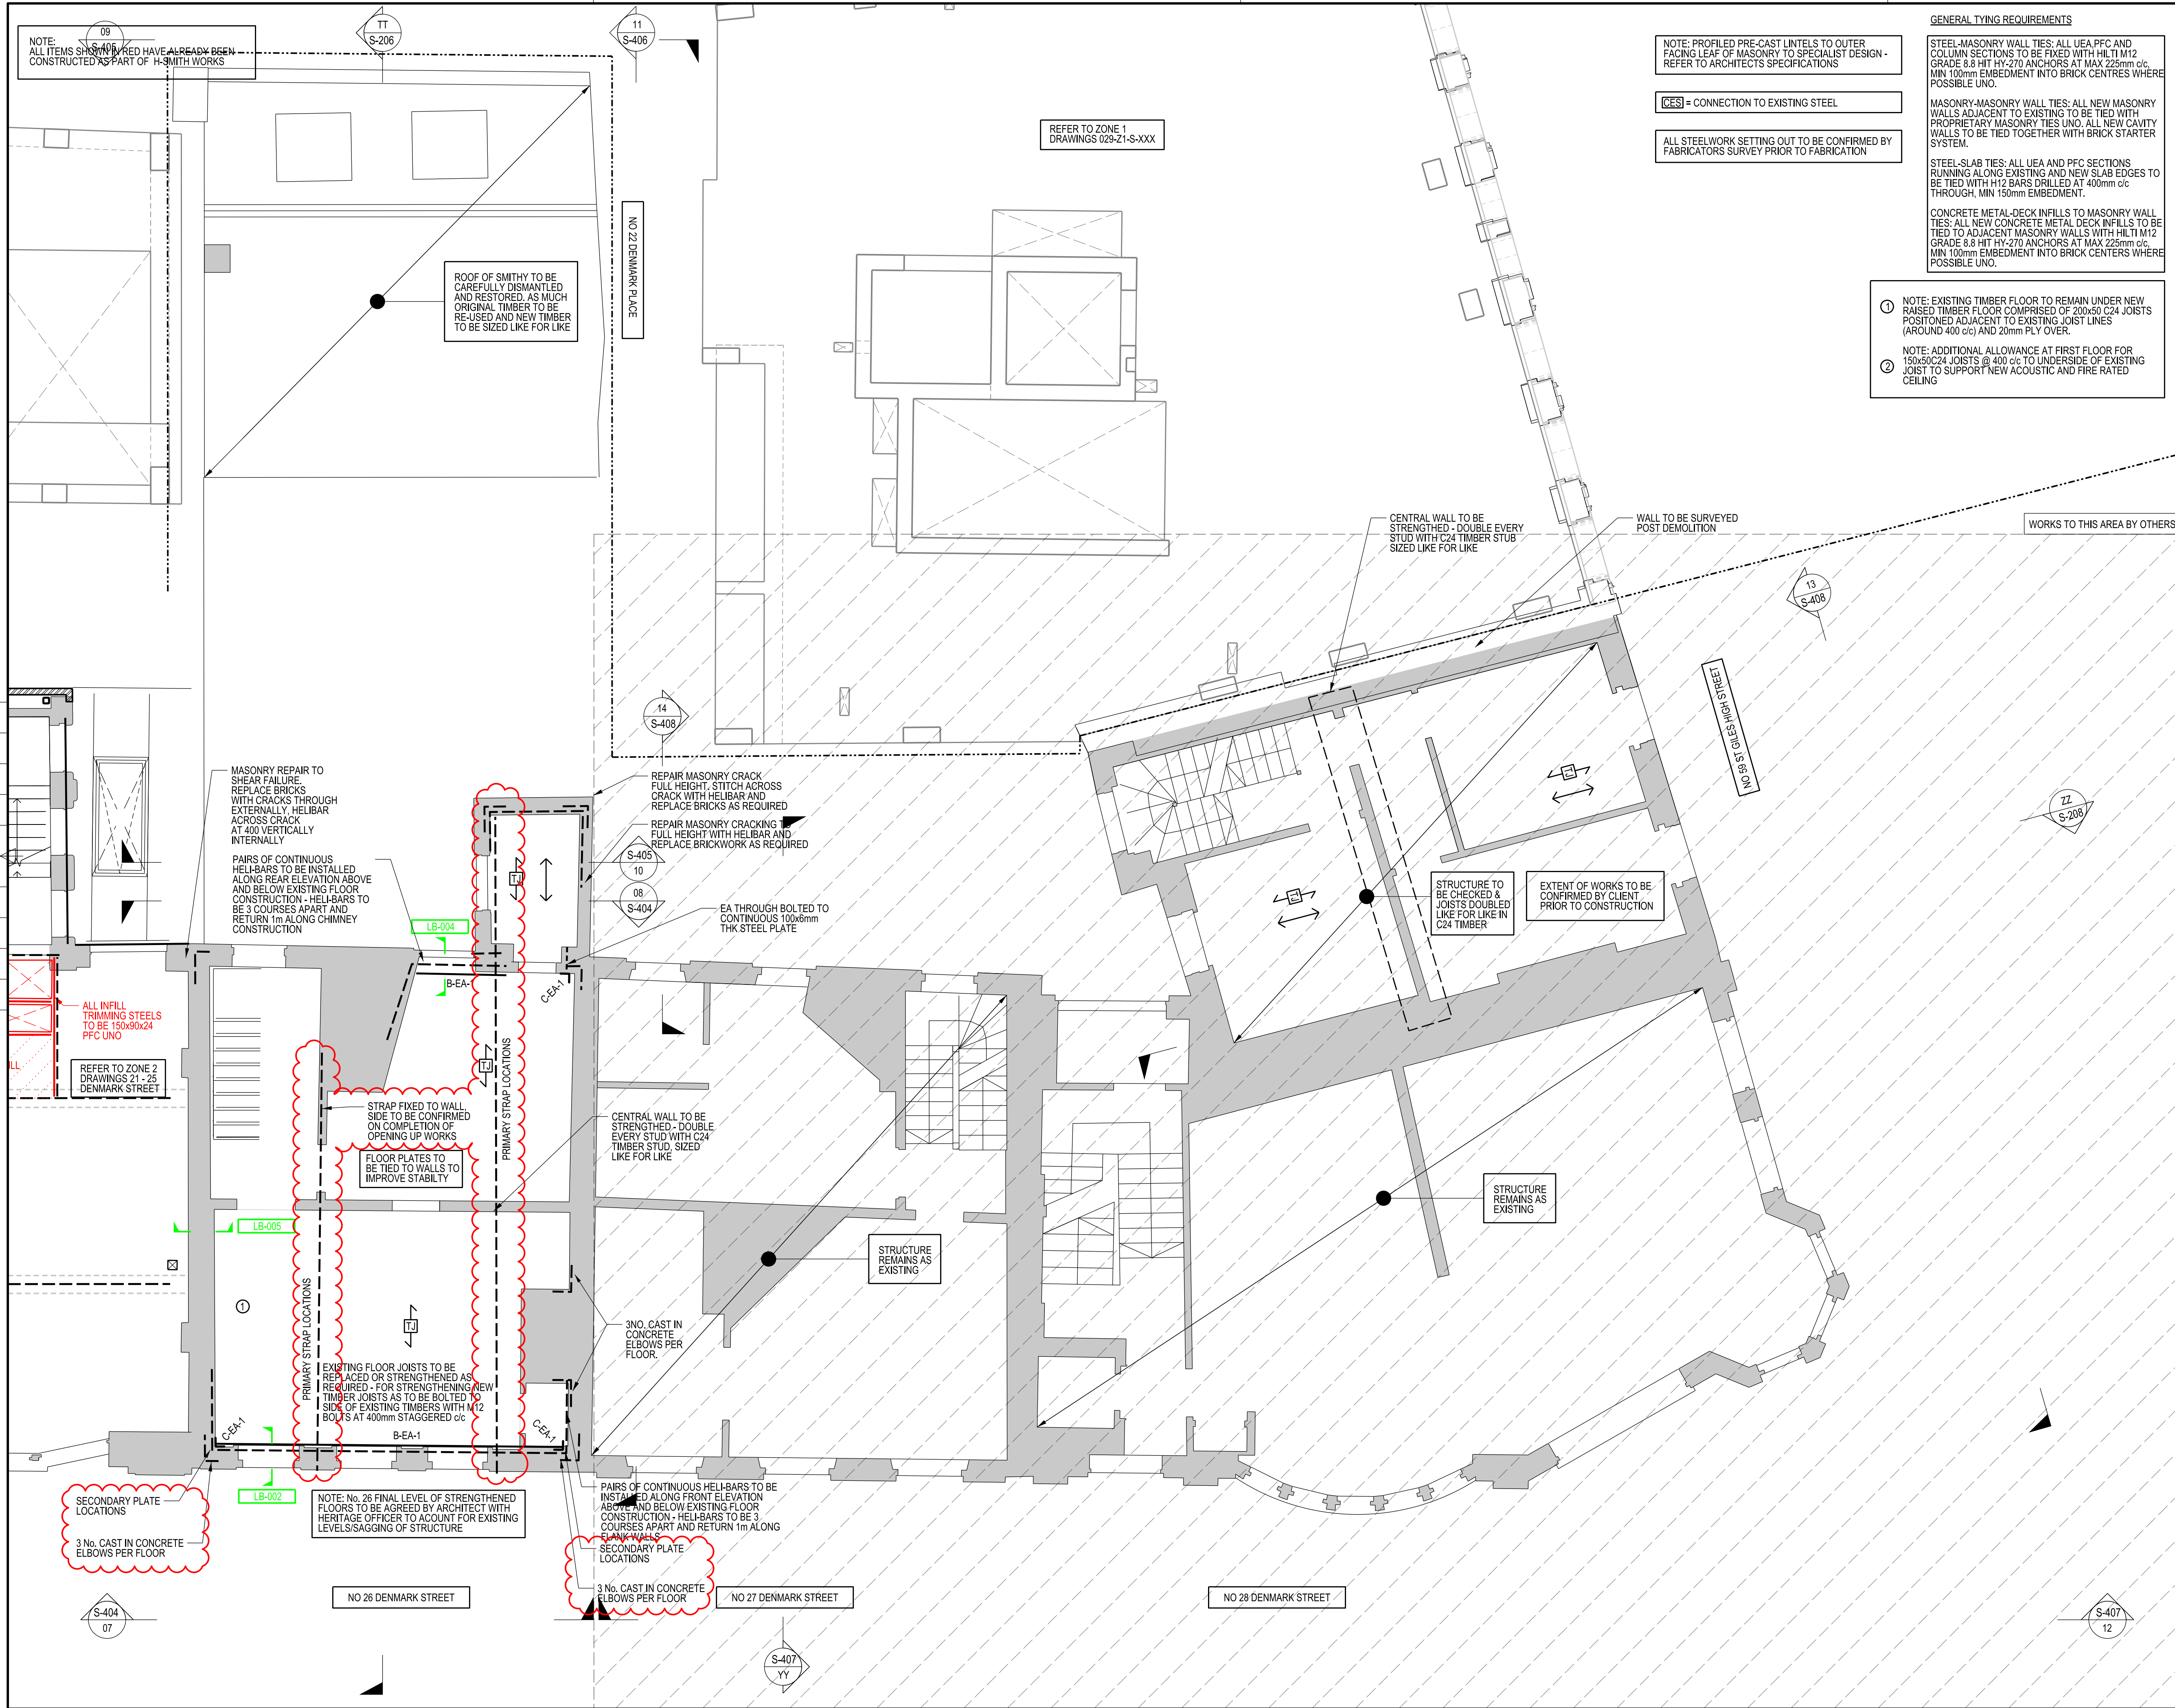 NOTE:
ALL ITEMS SHOWN IN RED HAVE ALREADY BEEN
CONSTRUCTED AS PART OF H-SMITH WORKS
09
S-405
TT
S-206
11
S-406
REFER TO ZONE 1
DRAWINGS 029-Z1-S-XXX
NOTE: PROFILED PRE-CAST LINTELS TO OUTER
FACING LEAF OF MASONRY TO SPECIALIST DESIGN -
REFER TO ARCHITECTS SPECIFICATIONS
CES = CONNECTION TO EXISTING STEEL
ALL STEELWORK SETTING OUT TO BE CONFIRMED BY
FABRICATORS SURVEY PRIOR TO FABRICATION
GENERAL TYING REQUIREMENTS
STEEL-MASONRY WALL TIES: ALL UEA,PFC AND
COLUMN SECTIONS TO BE FIXED WITH HILTI M12
GRADE 8.8 HIT HY-270 ANCHORS AT MAX 225mm c/c,
MIN 100mm EMBEDMENT INTO BRICK CENTRES WHERE
POSSIBLE UNO.
MASONRY-MASONRY WALL TIES: ALL NEW MASONRY
WALLS ADJACENT TO EXISTING TO BE TIED WITH
PROPRIETARY MASONRY TIES UNO. ALL NEW CAVITY
WALLS TO BE TIED TOGETHER WITH BRICK STARTER
SYSTEM.
STEEL-SLAB TIES: ALL UEA AND PFC SECTIONS
RUNNING ALONG EXISTING AND NEW SLAB EDGES TO
BE TIED WITH H12 BARS DRILLED AT 400mm c/c
THROUGH, MIN 150mm EMBEDMENT.
CONCRETE METAL-DECK INFILLS TO MASONRY WALL
TIES: ALL NEW CONCRETE METAL DECK INFILLS TO BE
TIED TO ADJACENT MASONRY WALLS WITH HILTI M12
GRADE 8.8 HIT HY-270 ANCHORS AT MAX 225mm c/c,
MIN 100mm EMBEDMENT INTO BRICK CENTERS WHERE
POSSIBLE UNO.
1
NOTE: EXISTING TIMBER FLOOR TO REMAIN UNDER NEW
RAISED TIMBER FLOOR COMPRISED OF 200x50 C24 JOISTS
POSITONED ADJACENT TO EXISTING JOIST LINES
(AROUND 400 c/c) AND 20mm PLY OVER.
2
NOTE: ADDITIONAL ALLOWANCE AT FIRST FLOOR FOR
150x50C24 JOISTS @ 400 c/c TO UNDERSIDE OF EXISTING
JOIST TO SUPPORT NEW ACOUSTIC AND FIRE RATED
CEILING
NO 22 DENMARK PLACE
ROOF OF SMITHY TO BE
CAREFULLY DISMANTLED
AND RESTORED. AS MUCH
ORIGINAL TIMBER TO BE
RE-USED AND NEW TIMBER
TO BE SIZED LIKE FOR LIKE
CENTRAL WALL TO BE
STRENGTHED - DOUBLE EVERY
STUD WITH C24 TIMBER STUB
SIZED LIKE FOR LIKE
WALL TO BE SURVEYED
POST DEMOLITION
WORKS TO THIS AREA BY OTHERS
13
S-408
14
S-408
NO 59 ST GILES HIGH STREET
ZZ
S-208
MASONRY REPAIR TO
SHEAR FAILURE.
REPLACE BRICKS
WITH CRACKS THROUGH
EXTERNALLY, HELIBAR
ACROSS CRACK
AT 400 VERTICALLY
INTERNALLY
PAIRS OF CONTINUOUS
HELI-BARS TO BE INSTALLED
ALONG REAR ELEVATION ABOVE
AND BELOW EXISTING FLOOR
CONSTRUCTION - HELI-BARS TO
BE 3 COURSES APART AND
RETURN 1m ALONG CHIMNEY
CONSTRUCTION
REPAIR MASONRY CRACK
FULL HEIGHT, STITCH ACROSS
CRACK WITH HELIBAR AND
REPLACE BRICKS AS REQUIRED
REPAIR MASONRY CRACKING TO
FULL HEIGHT WITH HELIBAR AND
REPLACE BRICKWORK AS REQUIRED
S-405
10
08
S-404
EA THROUGH BOLTED TO
CONTINUOUS 100x6mm
THK STEEL PLATE
TJ
TJ
TJ
STRUCTURE TO
BE CHECKED &
JOISTS DOUBLED
LIKE FOR LIKE IN
C24 TIMBER
EXTENT OF WORKS TO BE
CONFIRMED BY CLIENT
PRIOR TO CONSTRUCTION
LB-004
B-EA-1
C-EA-1
ALL INFILL
TRIMMING STEELS
TO BE 150x90x24
PFC UNO
REFER TO ZONE 2
DRAWINGS 21 - 25
DENMARK STREET
TJ
PRIMARY STRAP LOCATIONS
STRAP FIXED TO WALL,
SIDE TO BE CONFIRMED
ON COMPLETION OF
OPENING UP WORKS
FLOOR PLATES TO
BE TIED TO WALLS TO
IMPROVE STABILTY
CENTRAL WALL TO BE
STRENGTHED - DOUBLE
EVERY STUD WITH C24
TIMBER STUD, SIZED
LIKE FOR LIKE
LB-005
STRUCTURE
REMAINS AS
EXISTING
STRUCTURE
REMAINS AS
EXISTING
1
TJ
PRIMARY STRAP LOCATIONS
3NO. CAST IN
CONCRETE
ELBOWS PER
FLOOR.
EXISTING FLOOR JOISTS TO BE
REPLACED OR STRENGTHENED AS
REQUIRED - FOR STRENGTHENING NEW
TIMBER JOISTS AS TO BE BOLTED TO
SIDE OF EXISTING TIMBERS WITH M12
BOLTS AT 400mm STAGGERED c/c
C-EA-1
B-EA-1
C-EA-1
LB-002
SECONDARY PLATE
LOCATIONS
3 No. CAST IN CONCRETE
ELBOWS PER FLOOR
NOTE: No. 26 FINAL LEVEL OF STRENGTHENED
FLOORS TO BE AGREED BY ARCHITECT WITH
HERITAGE OFFICER TO ACOUNT FOR EXISTING
LEVELS/SAGGING OF STRUCTURE
PAIRS OF CONTINUOUS HELI-BARS TO BE
INSTALLED ALONG FRONT ELEVATION
ABOVE AND BELOW EXISTING FLOOR
CONSTRUCTION - HELI-BARS TO BE 3
COURSES APART AND RETURN 1m ALONG
FLANK WALLS
SECONDARY PLATE
LOCATIONS
3 No. CAST IN CONCRETE
ELBOWS PER FLOOR
NO 26 DENMARK STREET
NO 27 DENMARK STREET
NO 28 DENMARK STREET
S-404
07
S-407
YY
S-407
12